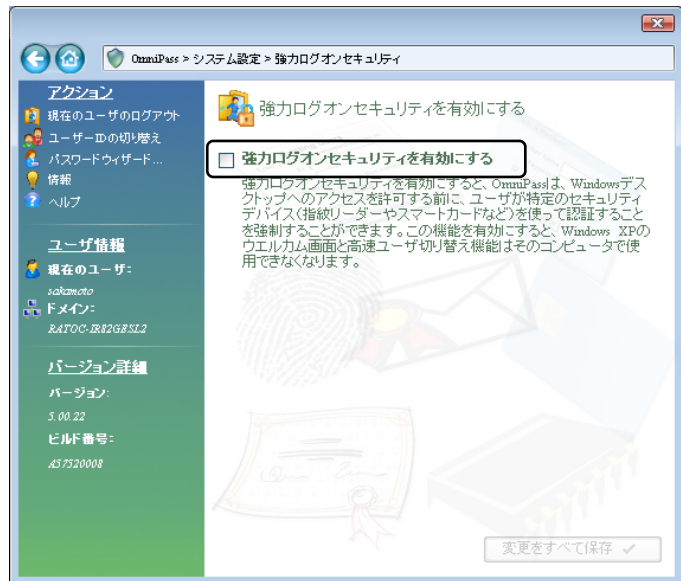 OmniPass > システム設定 > 強力ログオンセキュリティ
アクション
現在のユーザのログアウト
ユーザーIDの切り替え
パスワードウィザード...
情報
ヘルプ
ユーザ情報
現在のユーザ:
sakamoto
ドメイン:
RATOC-IR82G8SL2
バージョン詳細
バージョン:
5.00.22
ビルド番号:
A57520008
強力ログオンセキュリティを有効にする
強力ログオンセキュリティを有効にする
強力ログオンセキュリティを有効にすると、OmniPassは、Windowsデス
クトップへのアクセスを許可する前に、ユーザが特定のセキュリティ
デバイス(指紋リーダーやスマートカードなど)を使って認証すること
を強制することができます。この機能を有効にすると、Windows XPの
ウエルカム画面と高速ユーザ切り替え機能はそのコンピュータで使
用できなくなります。
変更をすべて保存